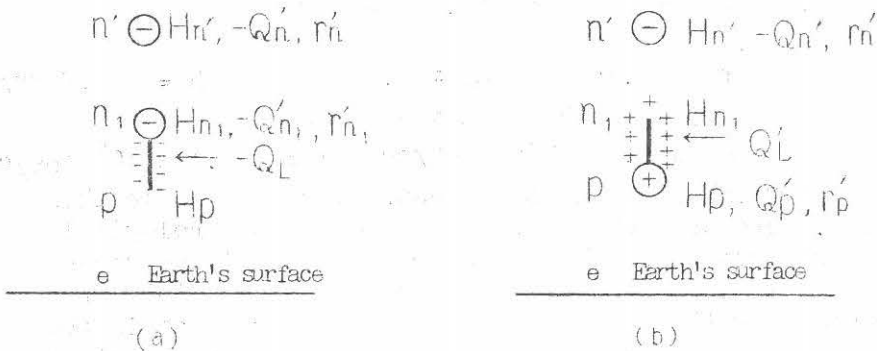 n' ⊖ Hn', -Qn', rn'
n₁ ⊖ Hn₁, -Q'n₁, r'n₁
← -QL
p Hp
e Earth's surface
(a)
n' ⊖ Hn', -Qn', rn'
n₁ Hn₁
← Q'L
p ⊕ Hp, Q'p, r'p
e Earth's surface
(b)